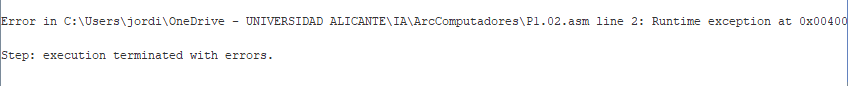 Error in C:\Users\jordi\OneDrive - UNIVERSIDAD ALICANTE\IA\ArcComputadores\P1.02.asm line 2: Runtime exception at 0x00400
Step: execution terminated with errors.